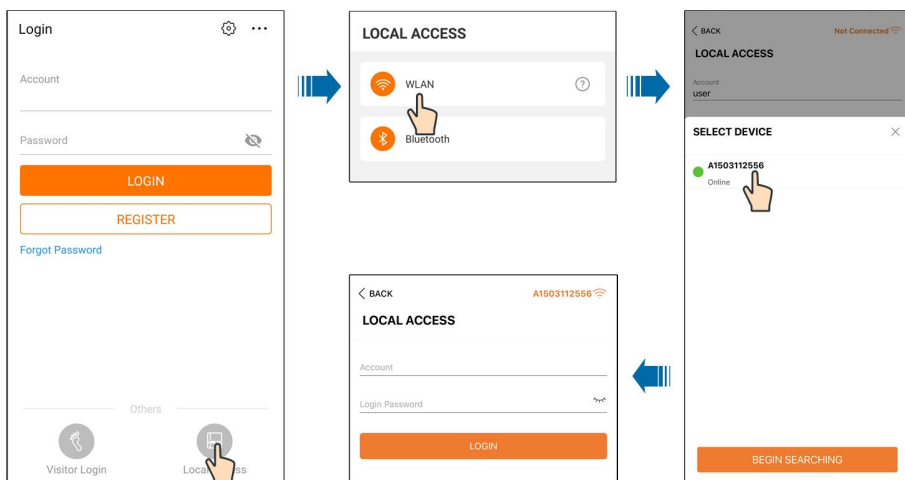 Login
Account
Password
LOGIN
REGISTER
Forgot Password
Others
Visitor Login
LOCAL ACCESS
WLAN
?
Bluetooth
< BACK
Not Connected
LOCAL ACCESS
Account
user
SELECT DEVICE
A1503112556
Online
BEGIN SEARCHING
< BACK
A1503112556
LOCAL ACCESS
Account
Login Password
LOGIN